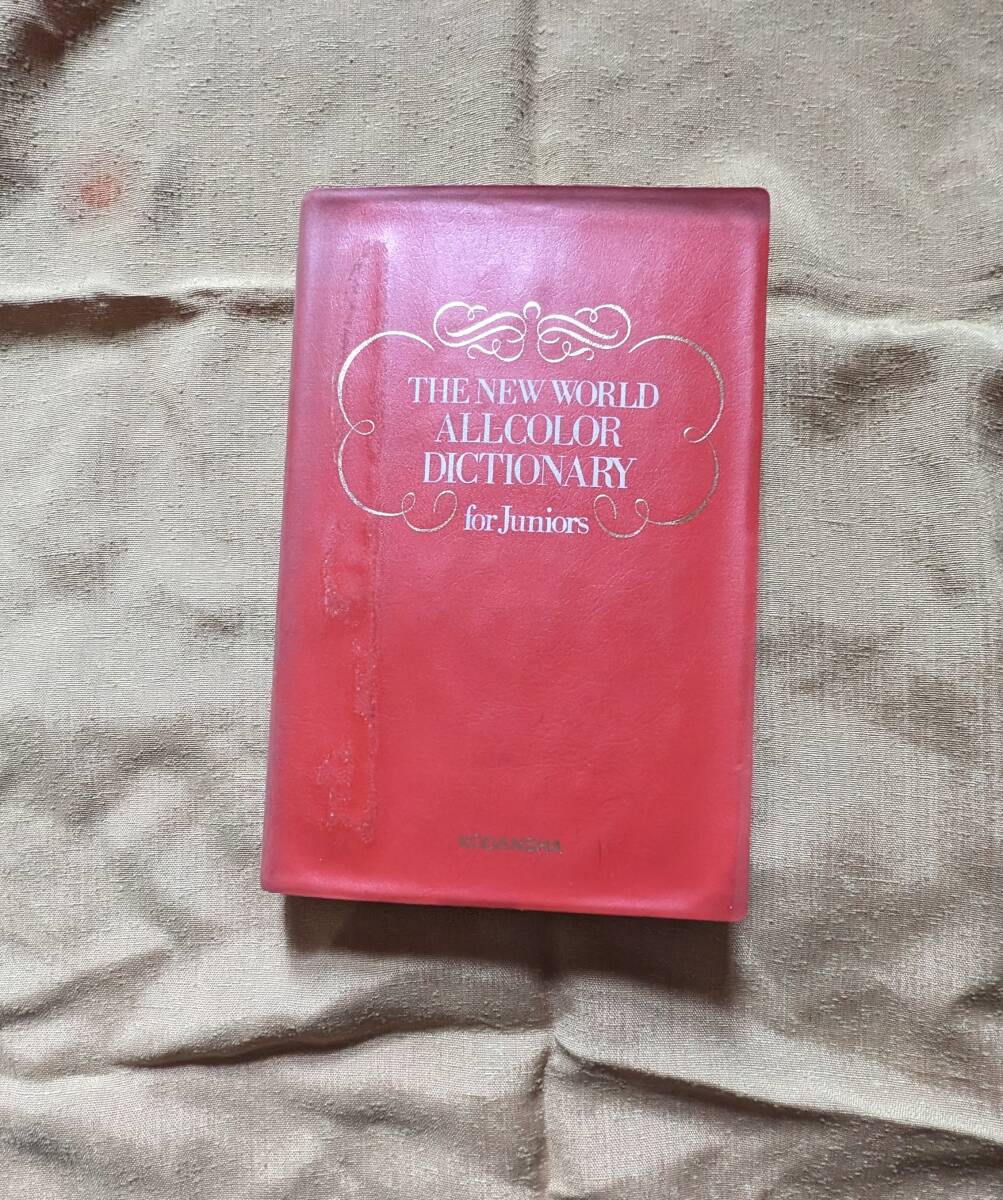 THE NEW WORLD
ALL-COLOR
DICTIONARY
for Juniors
KODANSHA